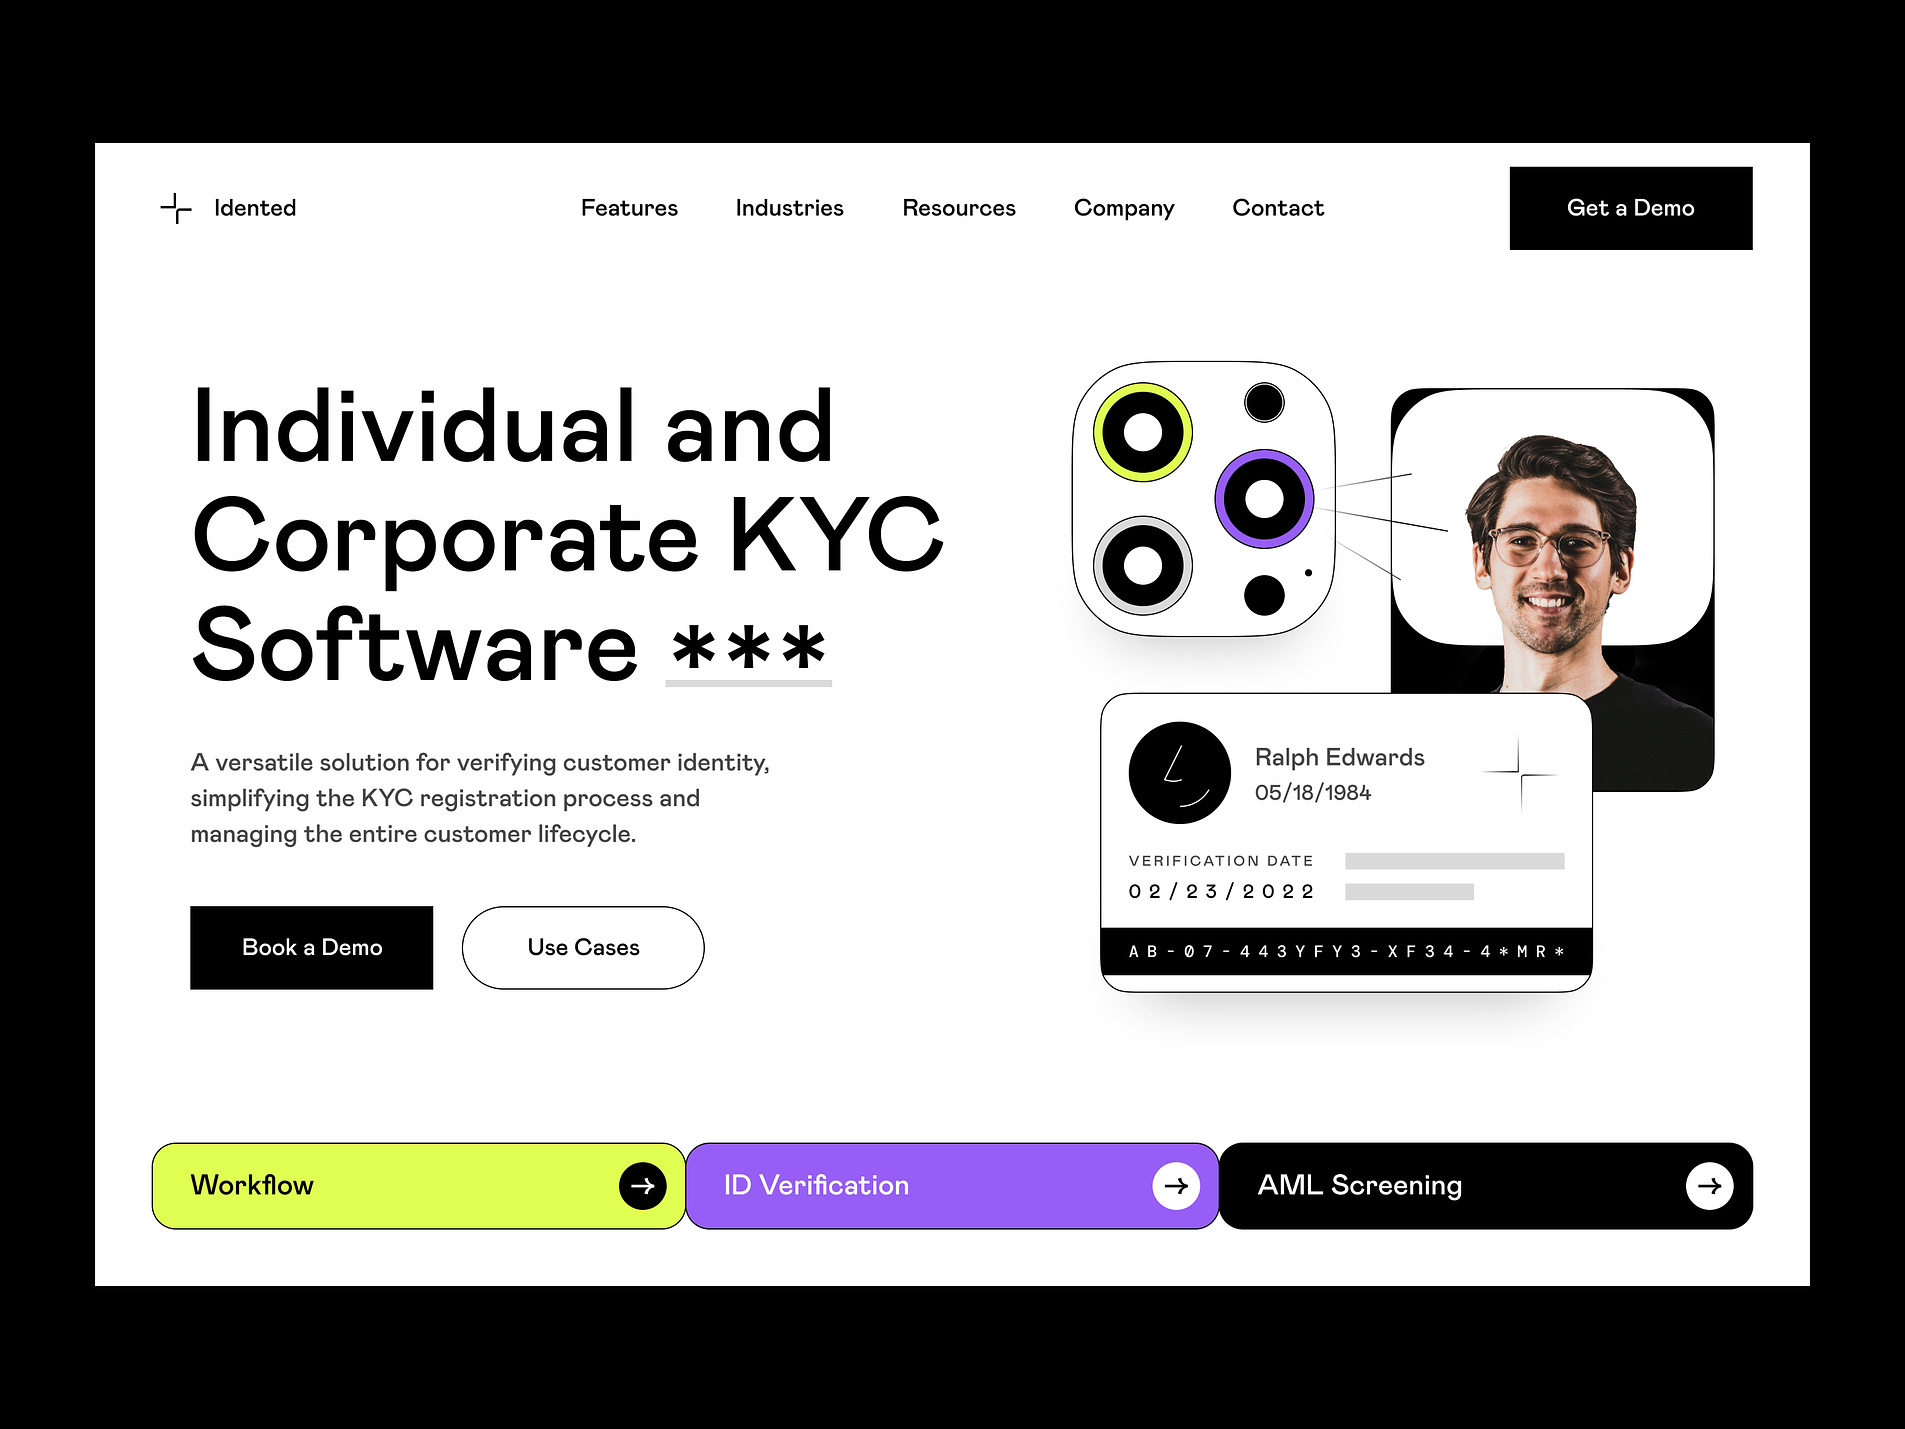 Idented
Features
Industries
Resources
Company
Contact
Get a Demo
Individual and
Corporate KYC
Software ***
A versatile solution for verifying customer identity,
simplifying the KYC registration process and
managing the entire customer lifecycle.
Book a Demo
Use Cases
Ralph Edwards
05/18/1984
VERIFICATION DATE
02/23/2022
AB-07-443YFY3-XF34-4*MR*
Workflow
ID Verification
AML Screening